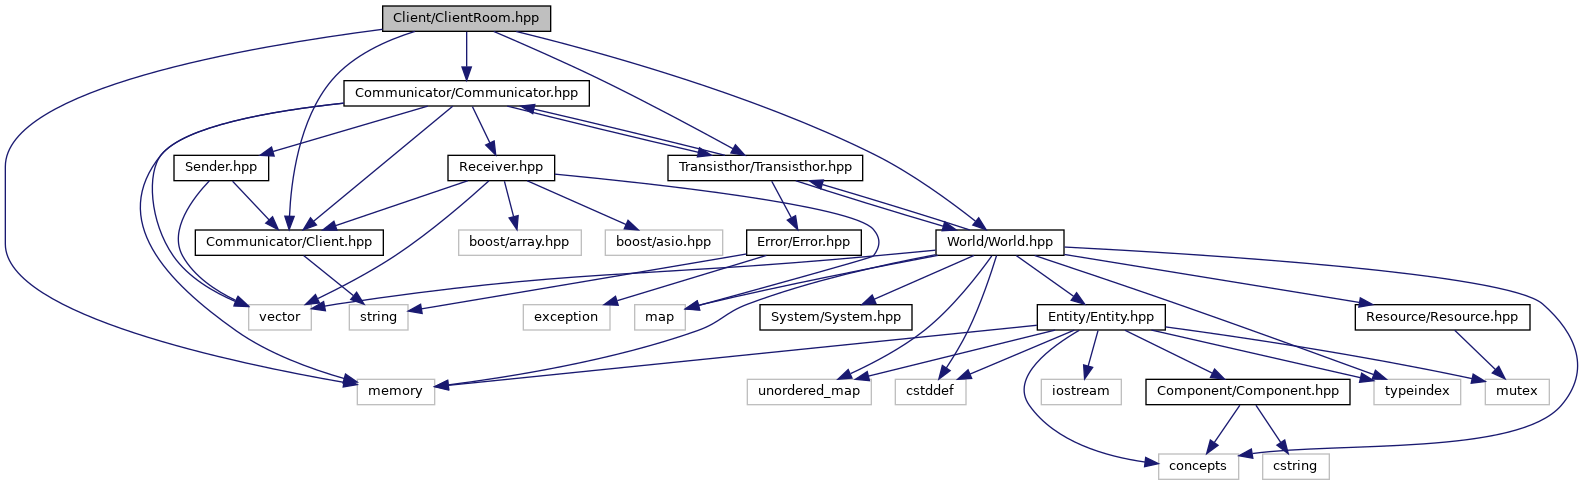 Client/ClientRoom.hpp
Communicator/Communicator.hpp
Sender.hpp
Receiver.hpp
Transisthor/Transisthor.hpp
Communicator/Client.hpp
boost/array.hpp
boost/asio.hpp
Error/Error.hpp
World/World.hpp
vector
string
exception
map
System/System.hpp
Entity/Entity.hpp
Resource/Resource.hpp
memory
unordered_map
cstddef
iostream
Component/Component.hpp
typeindex
mutex
concepts
cstring